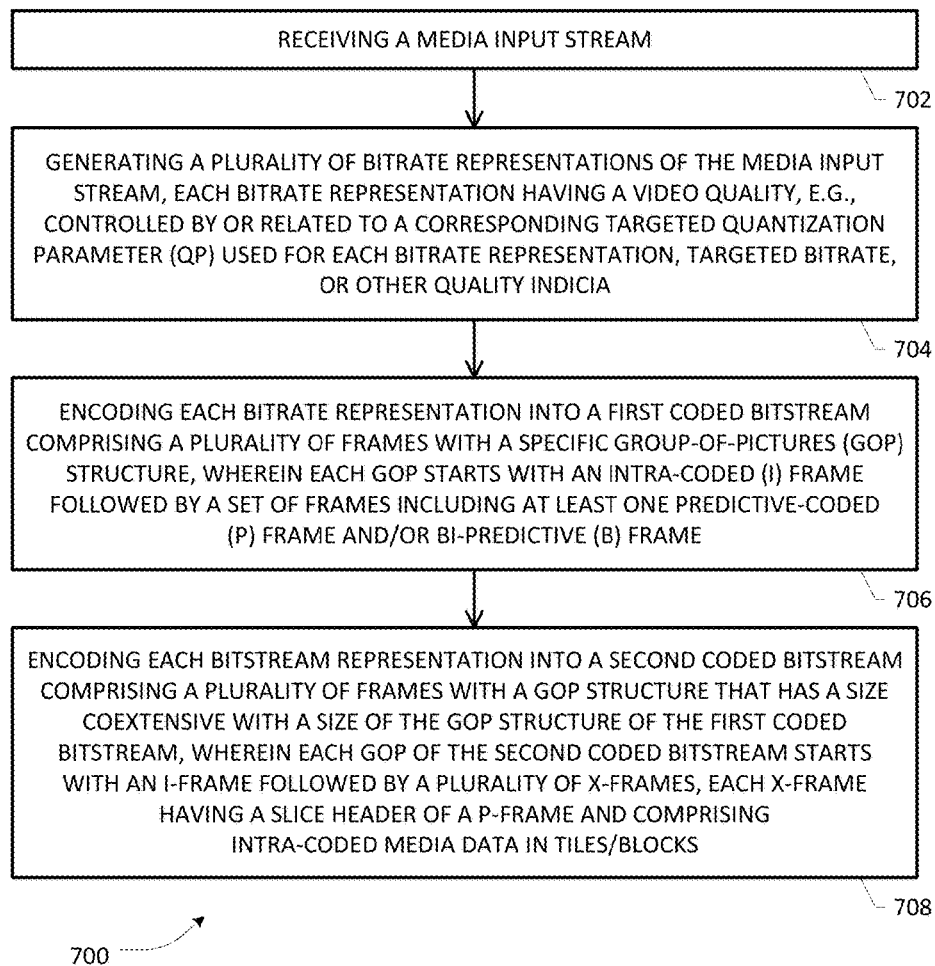 RECEIVING A MEDIA INPUT STREAM
702
GENERATING A PLURALITY OF BITRATE REPRESENTATIONS OF THE MEDIA INPUT
STREAM, EACH BITRATE REPRESENTATION HAVING A VIDEO QUALITY, E.G.,
CONTROLLED BY OR RELATED TO A CORRESPONDING TARGETED QUANTIZATION
PARAMETER (QP) USED FOR EACH BITRATE REPRESENTATION, TARGETED BITRATE,
OR OTHER QUALITY INDICIA
704
ENCODING EACH BITRATE REPRESENTATION INTO A FIRST CODED BITSTREAM
COMPRISING A PLURALITY OF FRAMES WITH A SPECIFIC GROUP-OF-PICTURES (GOP)
STRUCTURE, WHEREIN EACH GOP STARTS WITH AN INTRA-CODED (I) FRAME
FOLLOWED BY A SET OF FRAMES INCLUDING AT LEAST ONE PREDICTIVE-CODED
(P) FRAME AND/OR BI-PREDICTIVE (B) FRAME
706
ENCODING EACH BITSTREAM REPRESENTATION INTO A SECOND CODED BITSTREAM
COMPRISING A PLURALITY OF FRAMES WITH A GOP STRUCTURE THAT HAS A SIZE
COEXTENSIVE WITH A SIZE OF THE GOP STRUCTURE OF THE FIRST CODED
BITSTREAM, WHEREIN EACH GOP OF THE SECOND CODED BITSTREAM STARTS
WITH AN I-FRAME FOLLOWED BY A PLURALITY OF X-FRAMES, EACH X-FRAME
HAVING A SLICE HEADER OF A P-FRAME AND COMPRISING
INTRA-CODED MEDIA DATA IN TILES/BLOCKS
708
700